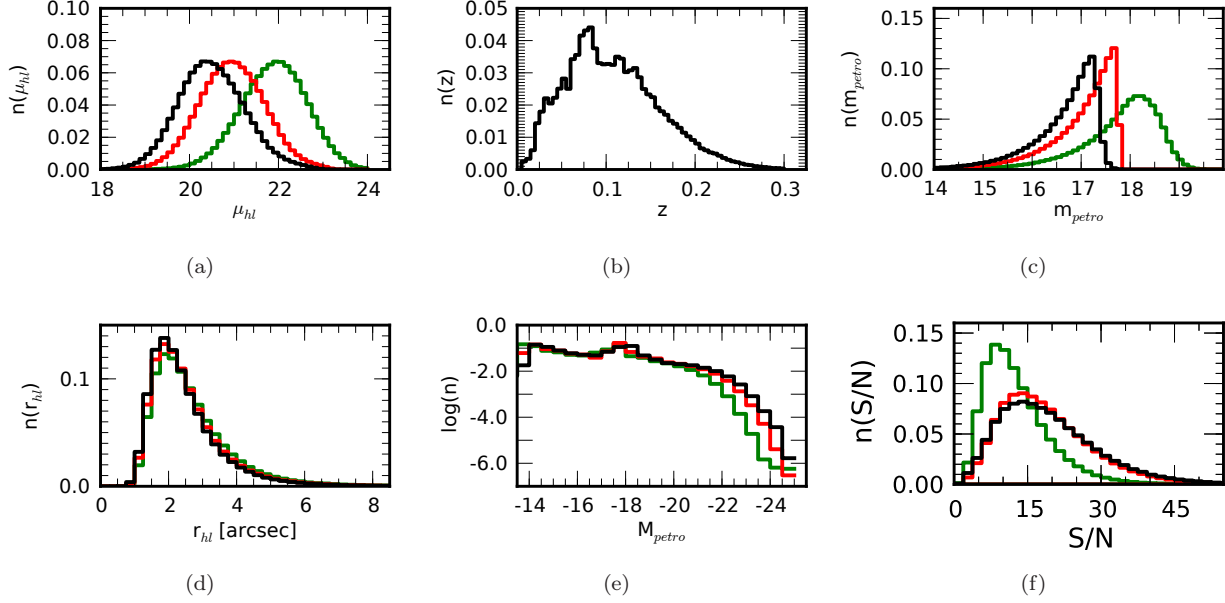 0.10
0.08
0.06
0.04
0.02
0.00
n(μhl)
18 20 22 24
μhl
(a)
0.05
0.04
0.03
0.02
0.01
0.00
n(z)
0.0 0.1 0.2 0.3
z
(b)
0.15
0.10
0.05
0.00
n(mpetro)
14 15 16 17 18 19
mpetro
(c)
0.1
0.0
n(rhl)
0 2 4 6 8
rhl [arcsec]
(d)
0.0
-2.0
-4.0
-6.0
log(n)
-14 -16 -18 -20 -22 -24
Mpetro
(e)
0.15
0.10
0.05
0.00
n(S/N)
0 15 30 45
S/N
(f)